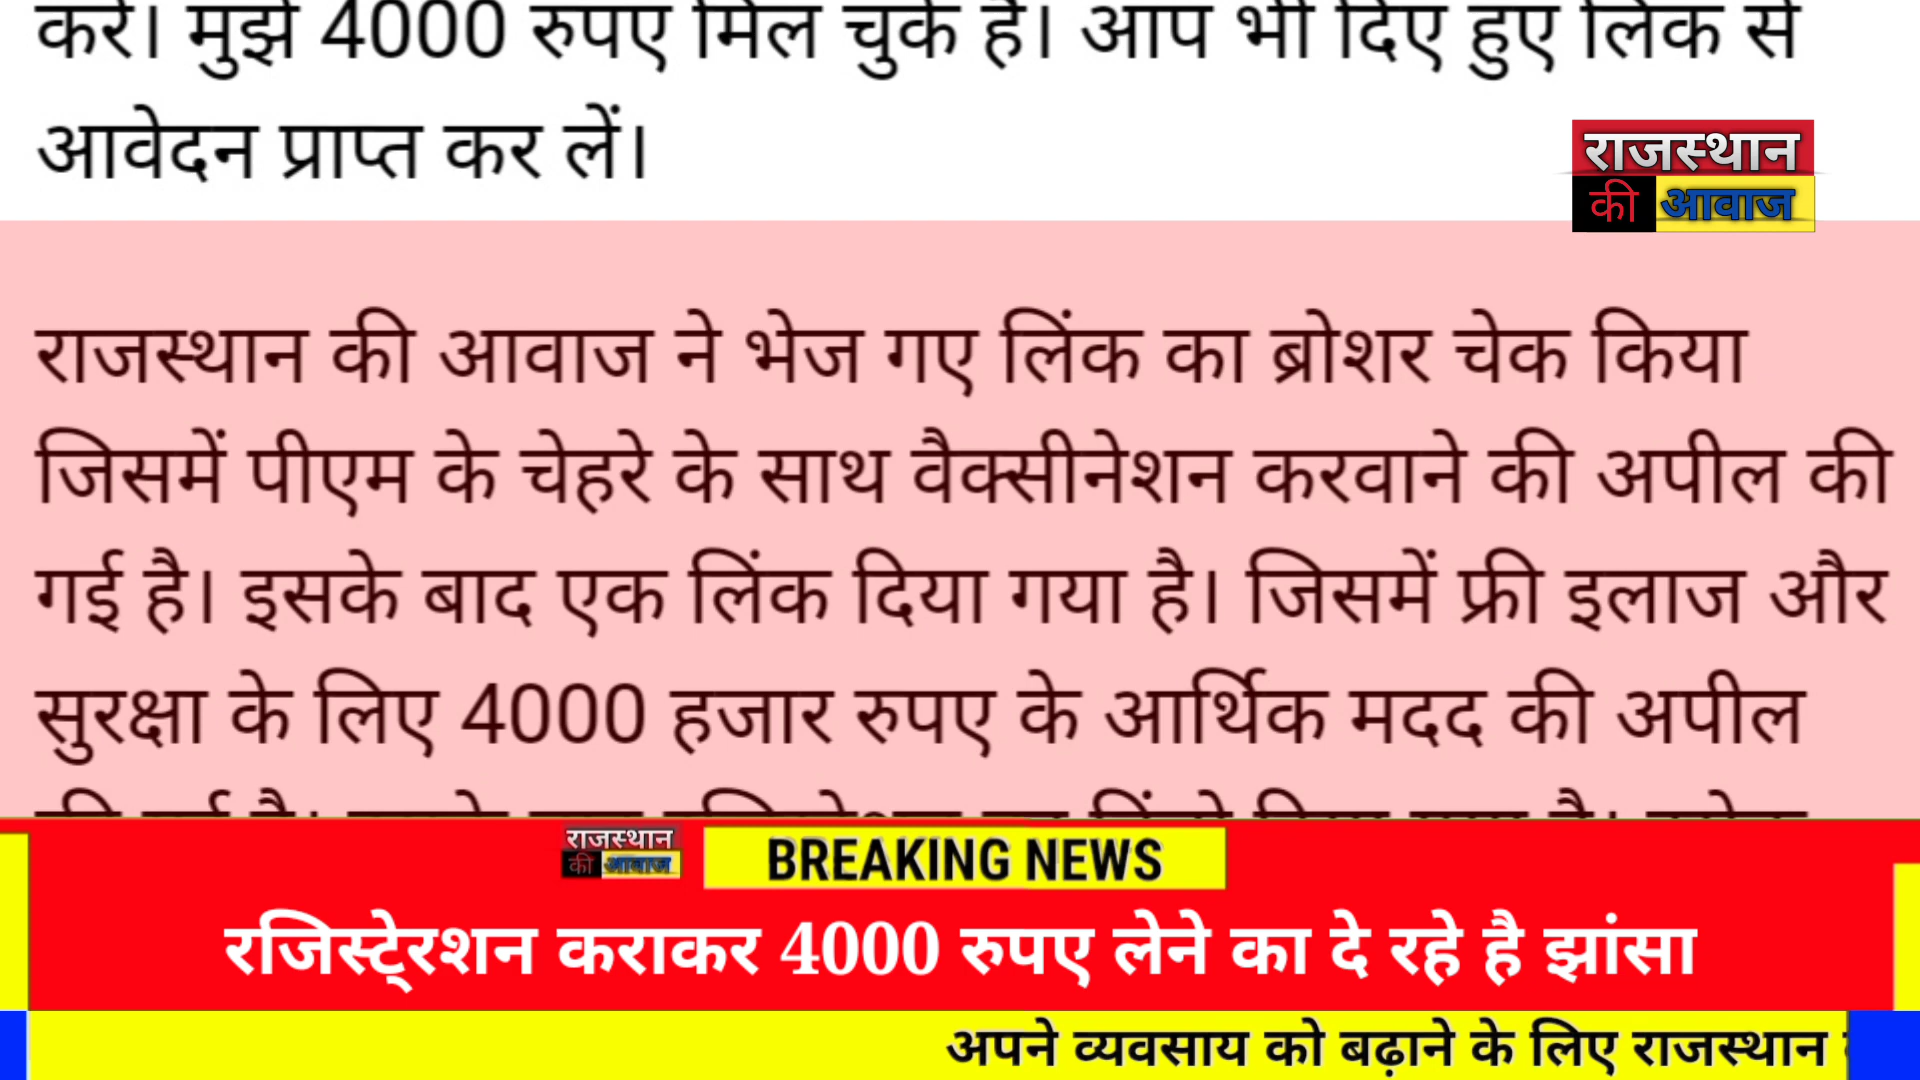 करें। मुझे 4000 रुपए मिल चुके हैं। आप भी दिए हुए लिंक से
आवेदन प्राप्त कर लें।
राजस्थान
की आवाज
राजस्थान की आवाज ने भेज गए लिंक का ब्रोशर चेक किया
जिसमें पीएम के चेहरे के साथ वैक्सीनेशन करवाने की अपील की
गई है। इसके बाद एक लिंक दिया गया है। जिसमें फ्री इलाज और
सुरक्षा के लिए 4000 हजार रुपए के आर्थिक मदद की अपील
राजस्थान
की आवाज
BREAKING NEWS
रजिस्टे्रशन कराकर 4000 रुपए लेने का दे रहे है झांसा
अपने व्यवसाय को बढ़ाने के लिए राजस्थान